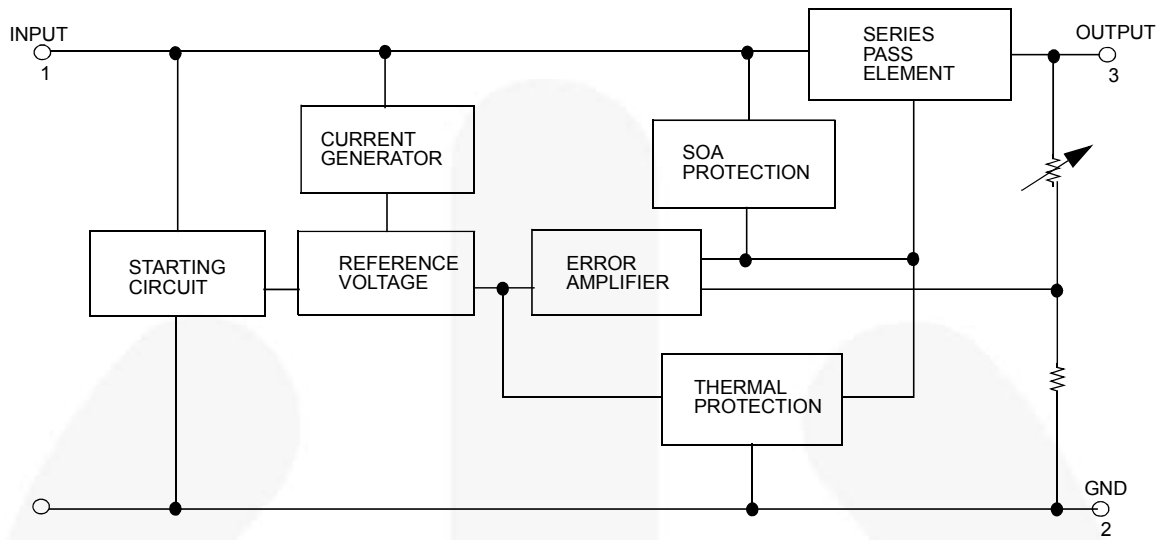 INPUT
1
SERIES
PASS
ELEMENT
OUTPUT
3
CURRENT
GENERATOR
SOA
PROTECTION
STARTING
CIRCUIT
REFERENCE
VOLTAGE
ERROR
AMPLIFIER
THERMAL
PROTECTION
GND
2